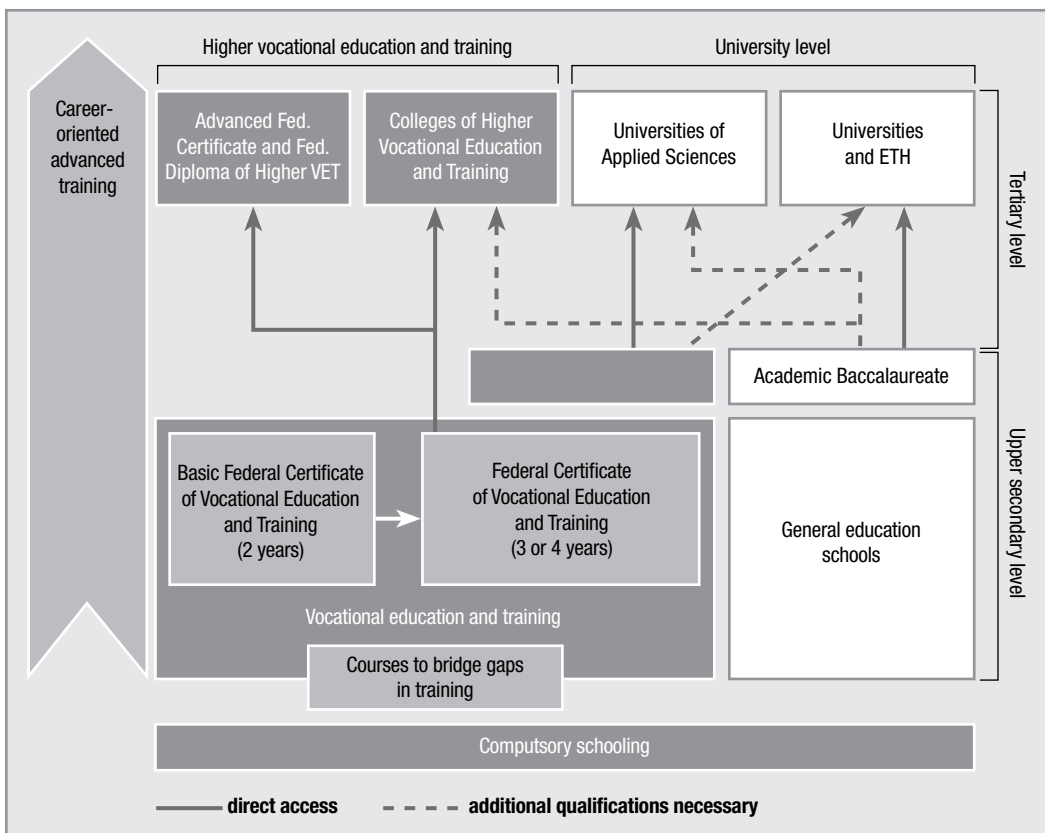 Higher vocational education and training
University level
Career-
oriented
advanced
training
Advanced Fed.
Certificate and Fed.
Diploma of Higher VET
Colleges of Higher
Vocational Education
and Training
Universities of
Applied Sciences
Universities
and ETH
Tertiary level
Academic Baccalaureate
Basic Federal Certificate
of Vocational Education
and Training
(2 years)
Federal Certificate
of Vocational Education
and Training
(3 or 4 years)
General education
schools
Upper secondary level
Vocational education and training
Courses to bridge gaps
in training
Computsory schooling
direct access
additional qualifications necessary